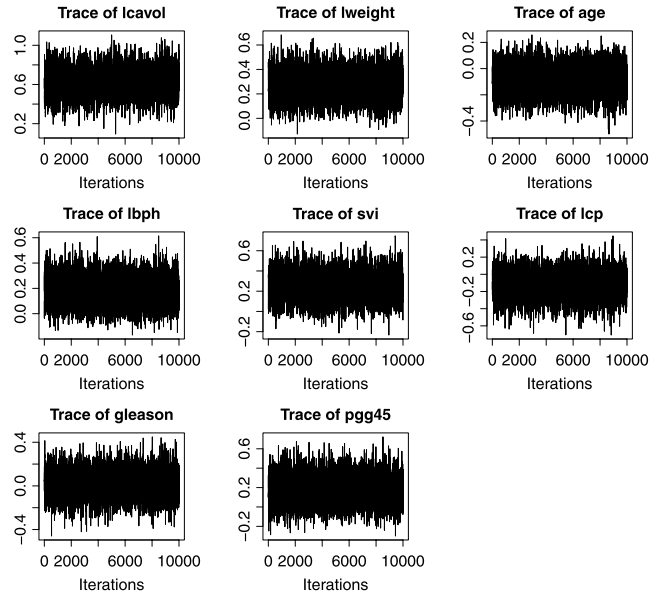 Trace of lcavol
0.2 0.6 1.0
0 2000 6000 10000
Iterations
Trace of lweight
0.0 0.2 0.4 0.6
0 2000 6000 10000
Iterations
Trace of age
−0.4 0.0 0.2
0 2000 6000 10000
Iterations
Trace of lbph
0.0 0.2 0.4 0.6
0 2000 6000 10000
Iterations
Trace of svi
−0.2 0.2 0.6
0 2000 6000 10000
Iterations
Trace of lcp
−0.6 −0.2 0.2
0 2000 6000 10000
Iterations
Trace of gleason
−0.4 0.0 0.4
0 2000 6000 10000
Iterations
Trace of pgg45
−0.2 0.2 0.6
0 2000 6000 10000
Iterations